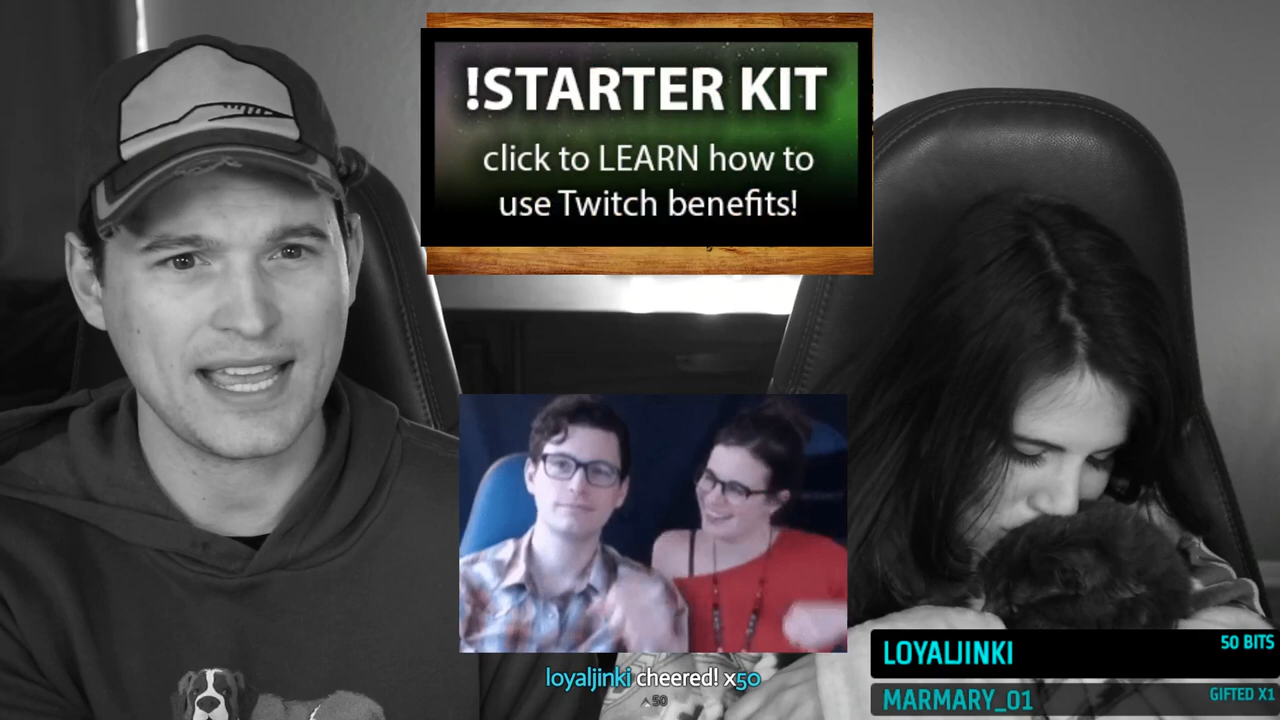 !STARTER KIT
click to LEARN how to
use Twitch benefits!
loyaljinki cheered! x50
50
LOYALJINKI 50 BITS
MARMARY_01 GIFTED X1